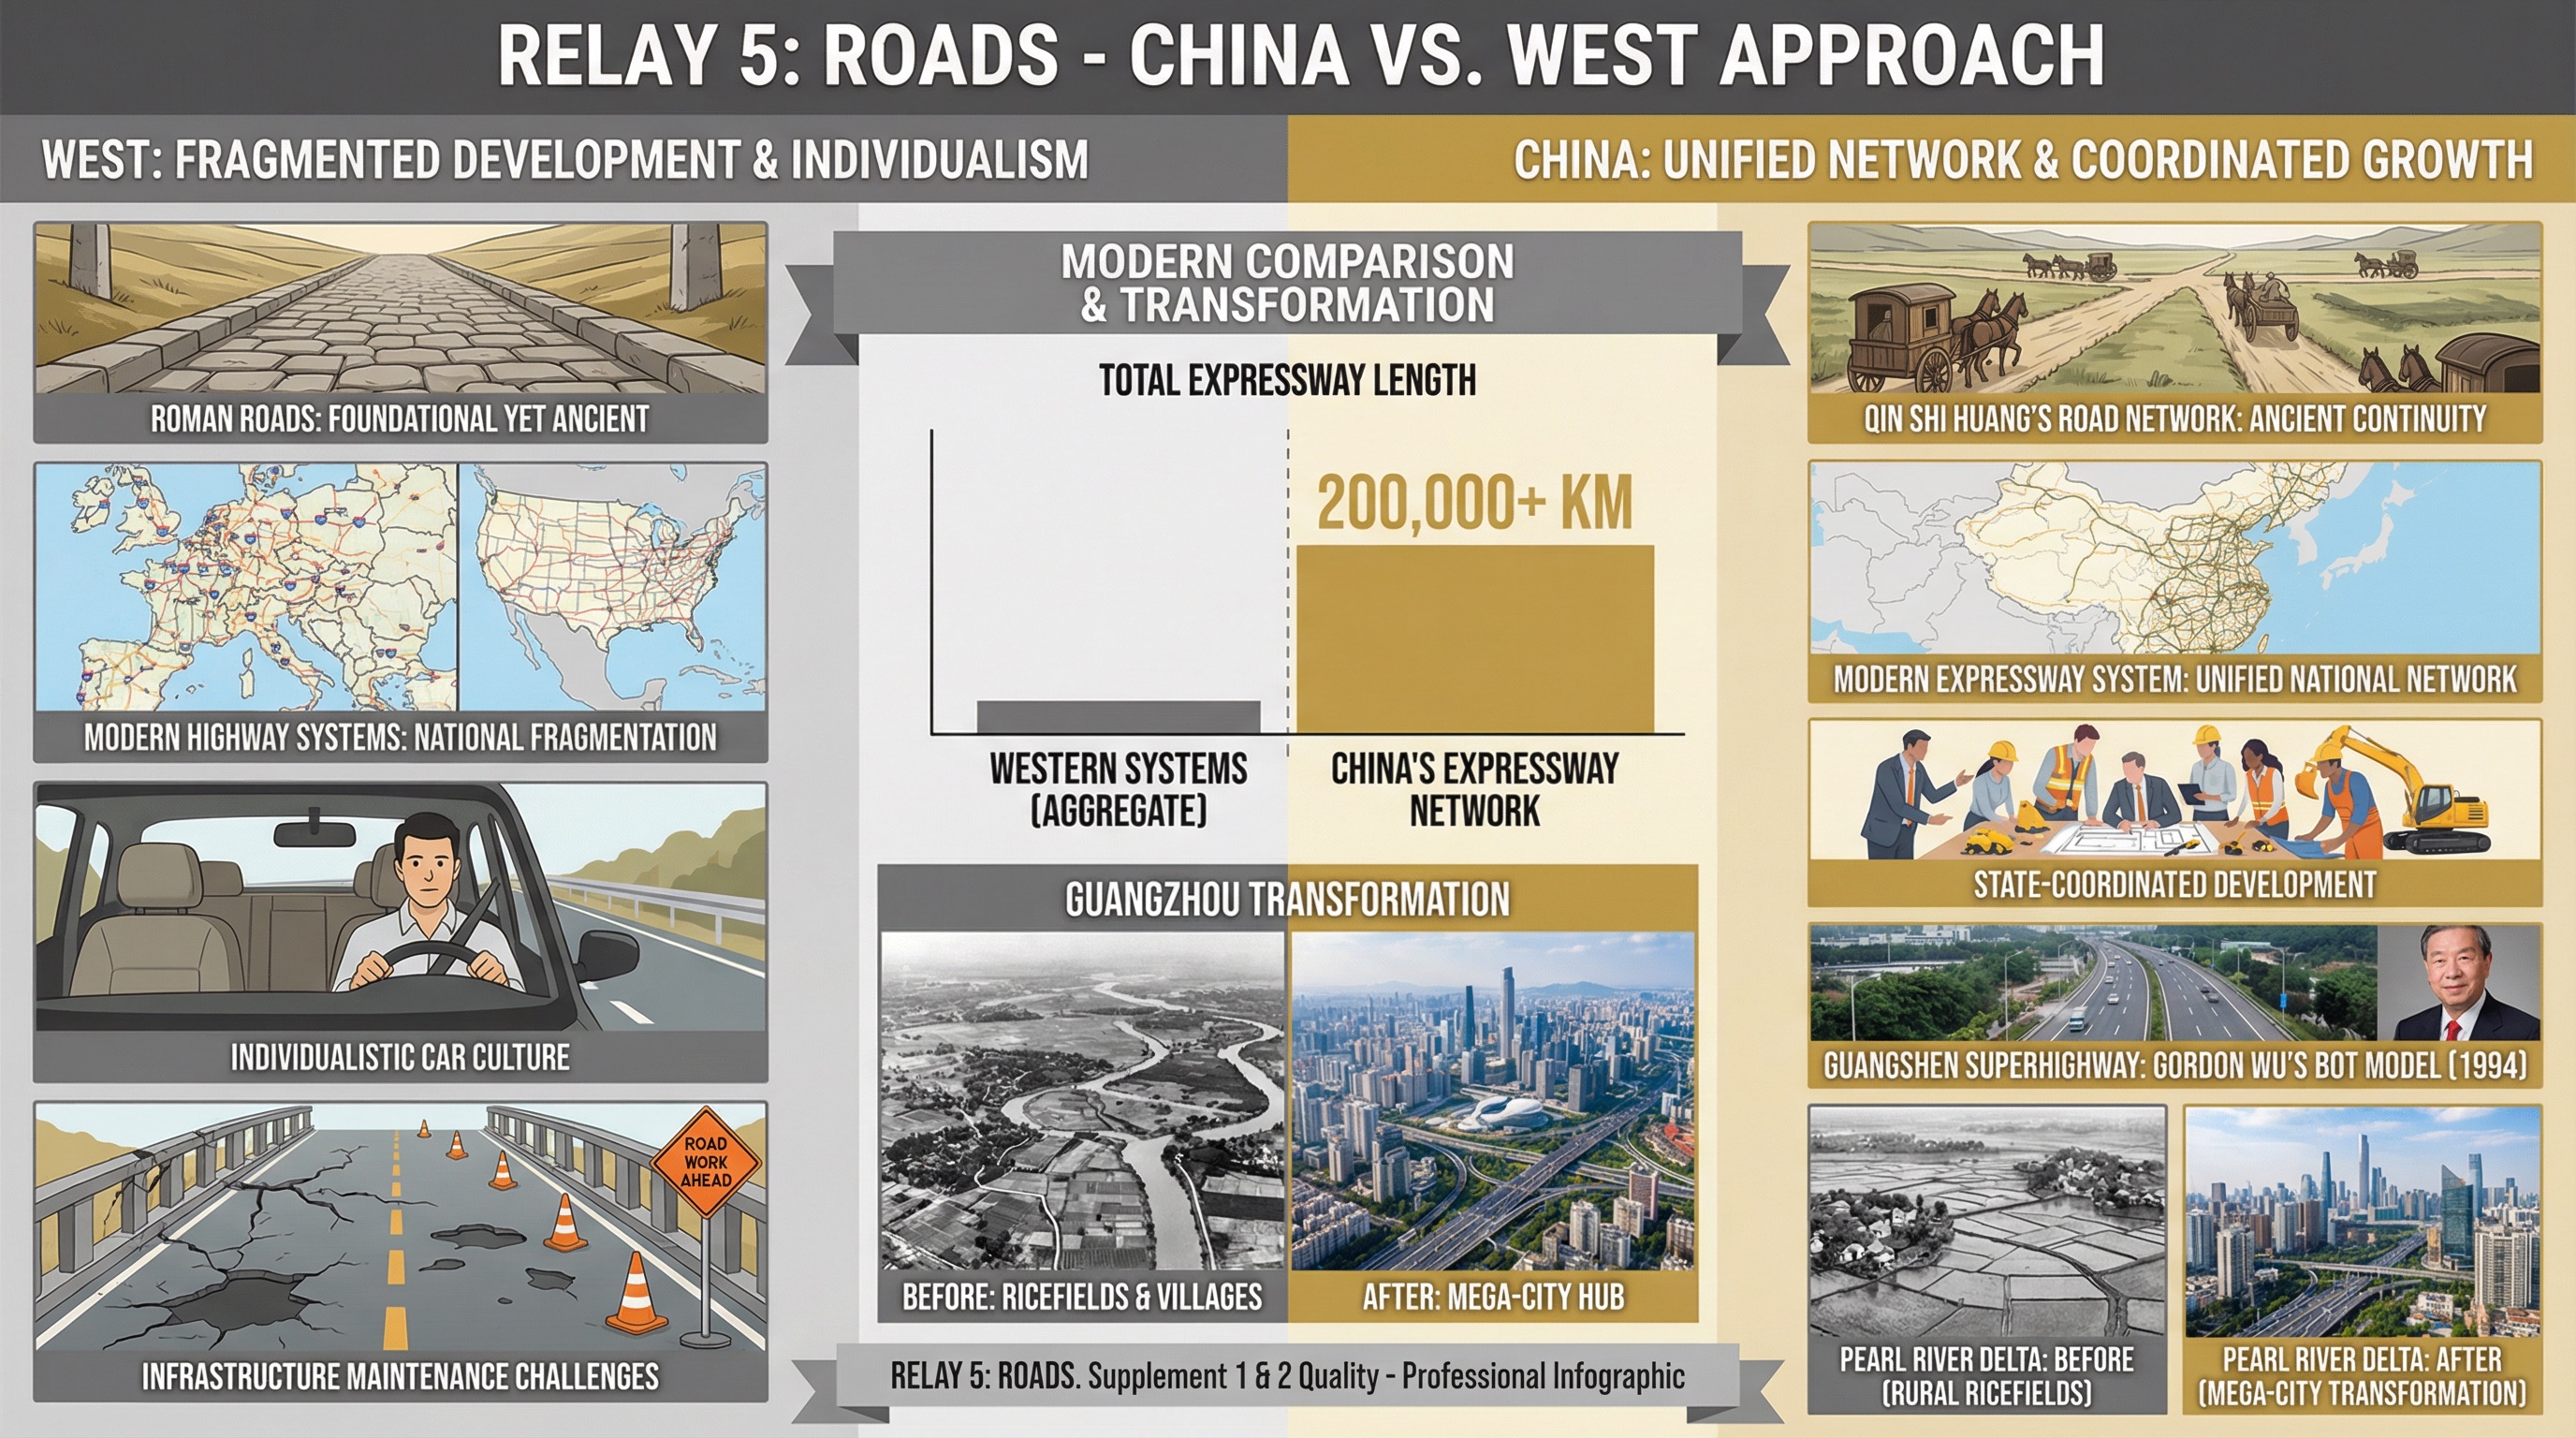 RELAY 5: ROADS - CHINA VS. WEST APPROACH
WEST: FRAGMENTED DEVELOPMENT & INDIVIDUALISM
CHINA: UNIFIED NETWORK & COORDINATED GROWTH
ROMAN ROADS: FOUNDATIONAL YET ANCIENT
MODERN HIGHWAY SYSTEMS: NATIONAL FRAGMENTATION
INDIVIDUALISTIC CAR CULTURE
ROAD
WORK
AHEAD
INFRASTRUCTURE MAINTENANCE CHALLENGES
MODERN COMPARISON
& TRANSFORMATION
TOTAL EXPRESSWAY LENGTH
200,000+ KM
WESTERN SYSTEMS
(AGGREGATE)
CHINA'S EXPRESSWAY
NETWORK
GUANGZHOU TRANSFORMATION
BEFORE: RICEFIELDS & VILLAGES
AFTER: MEGA-CITY HUB
RELAY 5: ROADS. Supplement 1 & 2 Quality - Professional Infographic
QIN SHI HUANG'S ROAD NETWORK: ANCIENT CONTINUITY
MODERN EXPRESSWAY SYSTEM: UNIFIED NATIONAL NETWORK
STATE-COORDINATED DEVELOPMENT
GUANGSHEN SUPERHIGHWAY: GORDON WU'S BOT MODEL (1994)
PEARL RIVER DELTA: BEFORE
(RURAL RICEFIELDS)
PEARL RIVER DELTA: AFTER
(MEGA-CITY TRANSFORMATION)